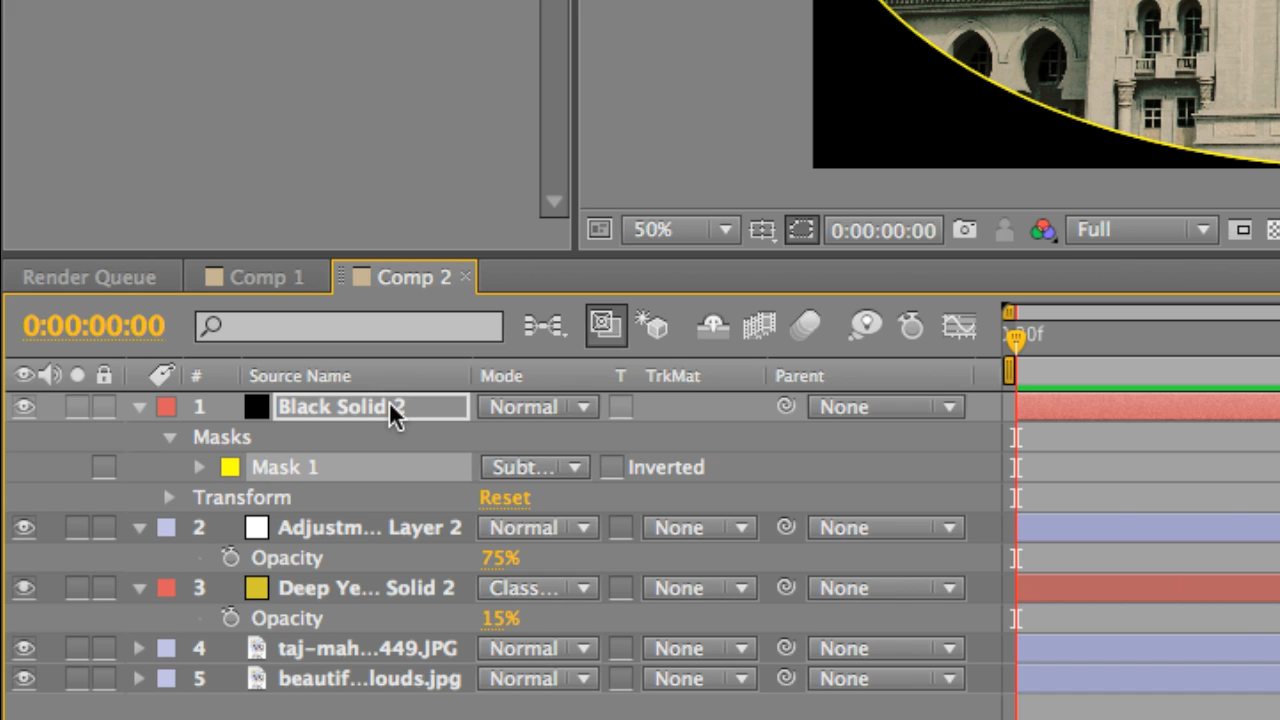 50%
0:00:00:00
Full
Render Queue
Comp 1
Comp 2
0:00:00:00
# Source Name Mode T TrkMat Parent
1 Black Solid 2 Normal None
Masks
Mask 1 Subt... Inverted
Transform Reset
2 Adjustm... Layer 2 Normal None None
Opacity 75%
3 Deep Ye... Solid 2 Class... None None
Opacity 15%
4 taj-mah...449.JPG Normal None None
5 beautif...louds.jpg Normal None None